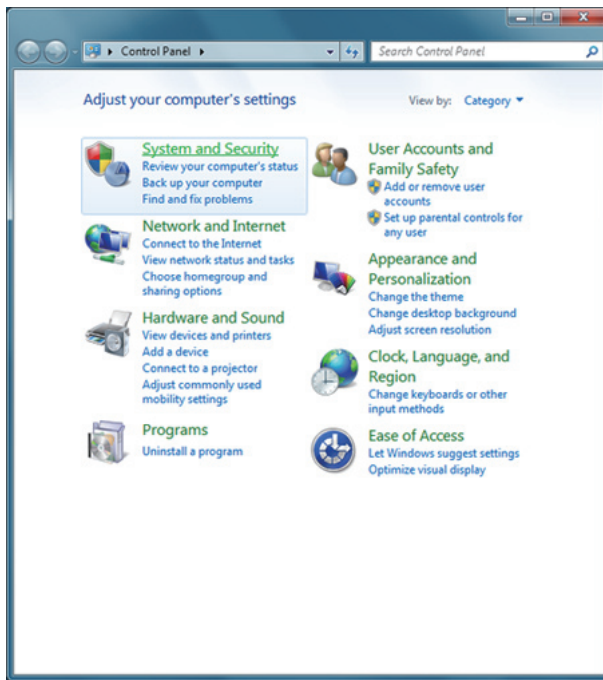 Control Panel
Search Control Panel
Adjust your computer's settings
View by: Category
System and Security
Review your computer's status
Back up your computer
Find and fix problems
Network and Internet
Connect to the Internet
View network status and tasks
Choose homegroup and
sharing options
Hardware and Sound
View devices and printers
Add a device
Connect to a projector
Adjust commonly used
mobility settings
Programs
Uninstall a program
User Accounts and
Family Safety
Add or remove user
accounts
Set up parental controls for
any user
Appearance and
Personalization
Change the theme
Change desktop background
Adjust screen resolution
Clock, Language, and
Region
Change keyboards or other
input methods
Ease of Access
Let Windows suggest settings
Optimize visual display